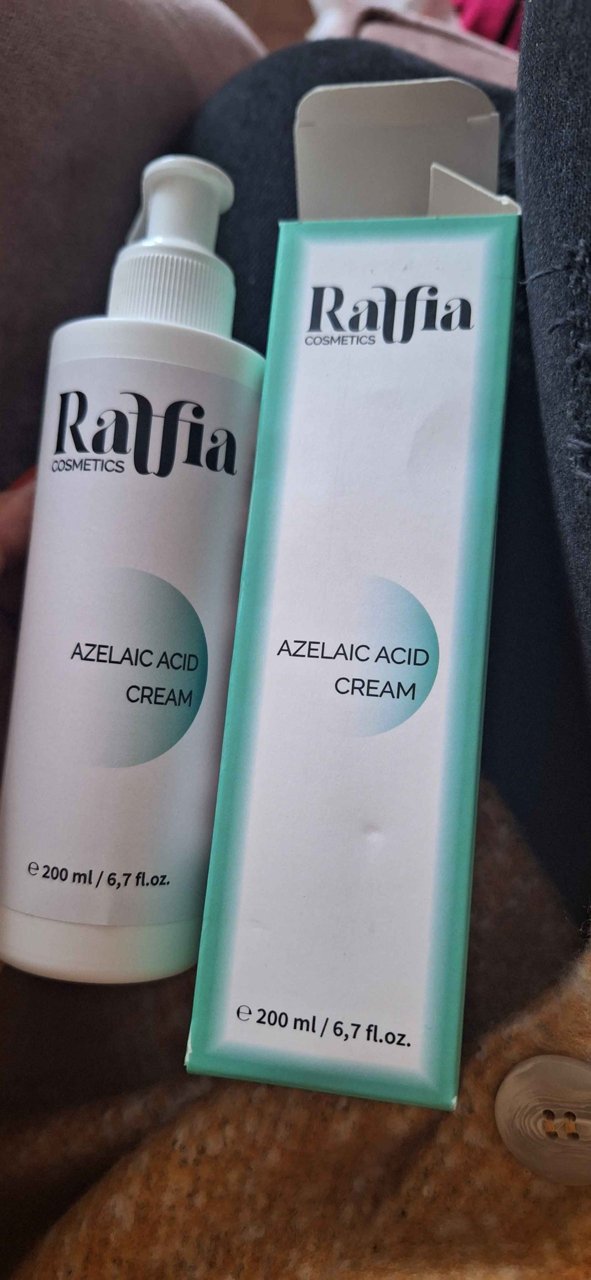 Raffia
COSMETICS
AZELAIC ACID
CREAM
℮ 200 ml / 6,7 fl.oz.
Raffia
COSMETICS
AZELAIC ACID
CREAM
℮ 200 ml / 6,7 fl.oz.